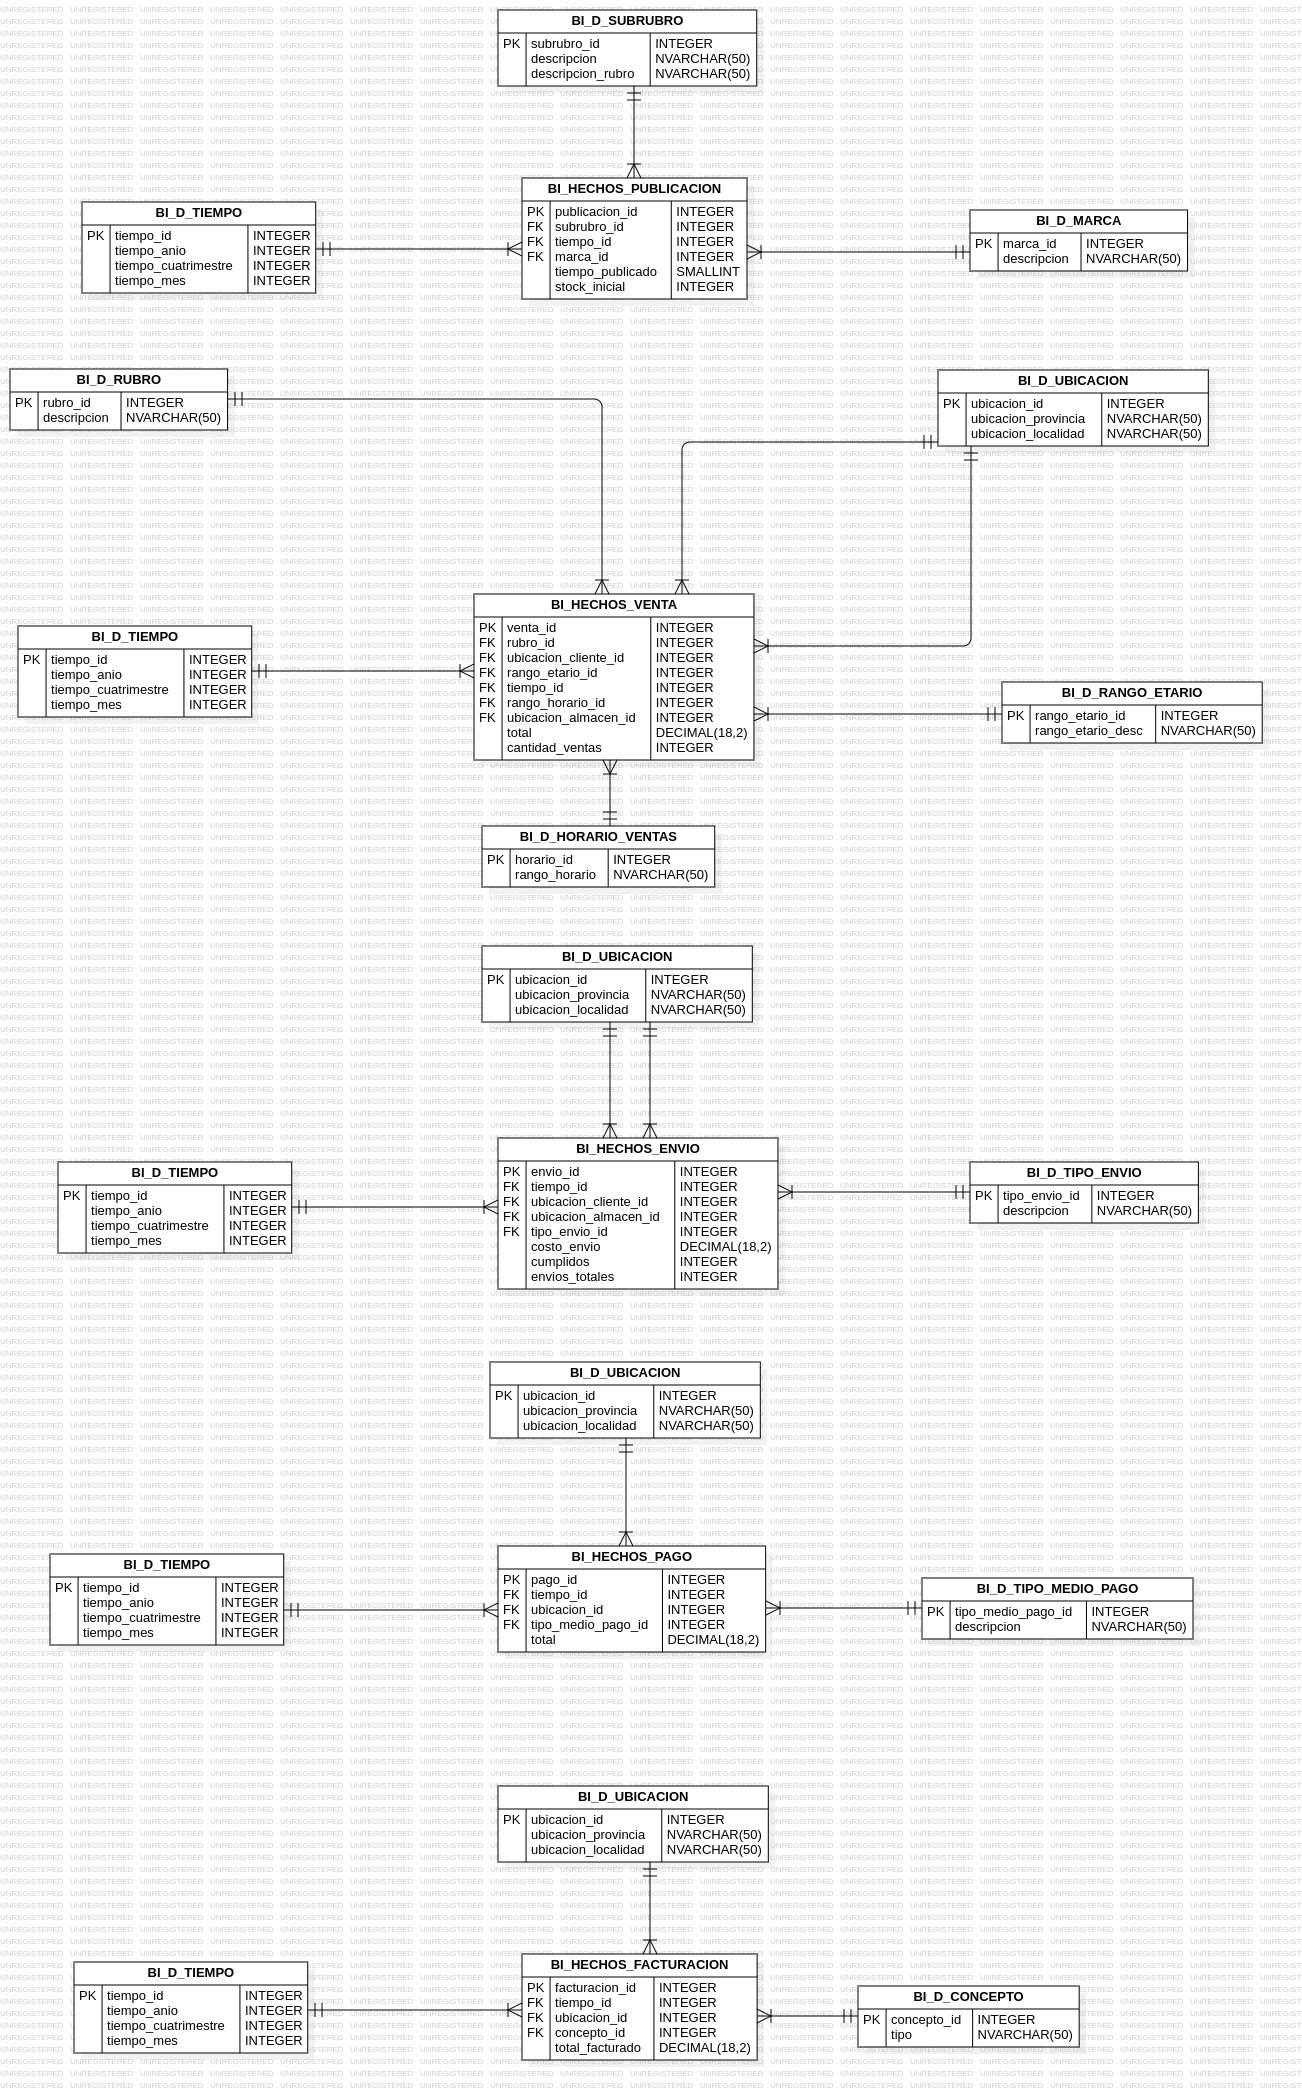 BI_D_SUBRUBRO
PK subrubro_id INTEGER
descripcion NVARCHAR(50)
descripcion_rubro NVARCHAR(50)
BI_HECHOS_PUBLICACION
PK publicacion_id INTEGER
FK subrubro_id INTEGER
FK tiempo_id INTEGER
FK marca_id INTEGER
tiempo_publicado SMALLINT
stock_inicial INTEGER
BI_D_TIEMPO
PK tiempo_id INTEGER
tiempo_anio INTEGER
tiempo_cuatrimestre INTEGER
tiempo_mes INTEGER
BI_D_MARCA
PK marca_id INTEGER
descripcion NVARCHAR(50)
BI_D_RUBRO
PK rubro_id INTEGER
descripcion NVARCHAR(50)
BI_D_UBICACION
PK ubicacion_id INTEGER
ubicacion_provincia NVARCHAR(50)
ubicacion_localidad NVARCHAR(50)
BI_HECHOS_VENTA
PK venta_id INTEGER
FK rubro_id INTEGER
FK ubicacion_cliente_id INTEGER
FK rango_etario_id INTEGER
FK tiempo_id INTEGER
FK rango_horario_id INTEGER
FK ubicacion_almacen_id INTEGER
total DECIMAL(18,2)
cantidad_ventas INTEGER
BI_D_TIEMPO
PK tiempo_id INTEGER
tiempo_anio INTEGER
tiempo_cuatrimestre INTEGER
tiempo_mes INTEGER
BI_D_RANGO_ETARIO
PK rango_etario_id INTEGER
rango_etario_desc NVARCHAR(50)
BI_D_HORARIO_VENTAS
PK horario_id INTEGER
rango_horario NVARCHAR(50)
BI_D_UBICACION
PK ubicacion_id INTEGER
ubicacion_provincia NVARCHAR(50)
ubicacion_localidad NVARCHAR(50)
BI_HECHOS_ENVIO
PK envio_id INTEGER
FK tiempo_id INTEGER
FK ubicacion_cliente_id INTEGER
FK ubicacion_almacen_id INTEGER
FK tipo_envio_id INTEGER
costo_envio DECIMAL(18,2)
cumplidos INTEGER
envios_totales INTEGER
BI_D_TIEMPO
PK tiempo_id INTEGER
tiempo_anio INTEGER
tiempo_cuatrimestre INTEGER
tiempo_mes INTEGER
BI_D_TIPO_ENVIO
PK tipo_envio_id INTEGER
descripcion NVARCHAR(50)
BI_D_UBICACION
PK ubicacion_id INTEGER
ubicacion_provincia NVARCHAR(50)
ubicacion_localidad NVARCHAR(50)
BI_HECHOS_PAGO
PK pago_id INTEGER
FK tiempo_id INTEGER
FK ubicacion_id INTEGER
FK tipo_medio_pago_id INTEGER
total DECIMAL(18,2)
BI_D_TIEMPO
PK tiempo_id INTEGER
tiempo_anio INTEGER
tiempo_cuatrimestre INTEGER
tiempo_mes INTEGER
BI_D_TIPO_MEDIO_PAGO
PK tipo_medio_pago_id INTEGER
descripcion NVARCHAR(50)
BI_D_UBICACION
PK ubicacion_id INTEGER
ubicacion_provincia NVARCHAR(50)
ubicacion_localidad NVARCHAR(50)
BI_HECHOS_FACTURACION
PK facturacion_id INTEGER
FK tiempo_id INTEGER
FK ubicacion_id INTEGER
FK concepto_id INTEGER
total_facturado DECIMAL(18,2)
BI_D_TIEMPO
PK tiempo_id INTEGER
tiempo_anio INTEGER
tiempo_cuatrimestre INTEGER
tiempo_mes INTEGER
BI_D_CONCEPTO
PK concepto_id INTEGER
tipo NVARCHAR(50)
UNREGISTERED